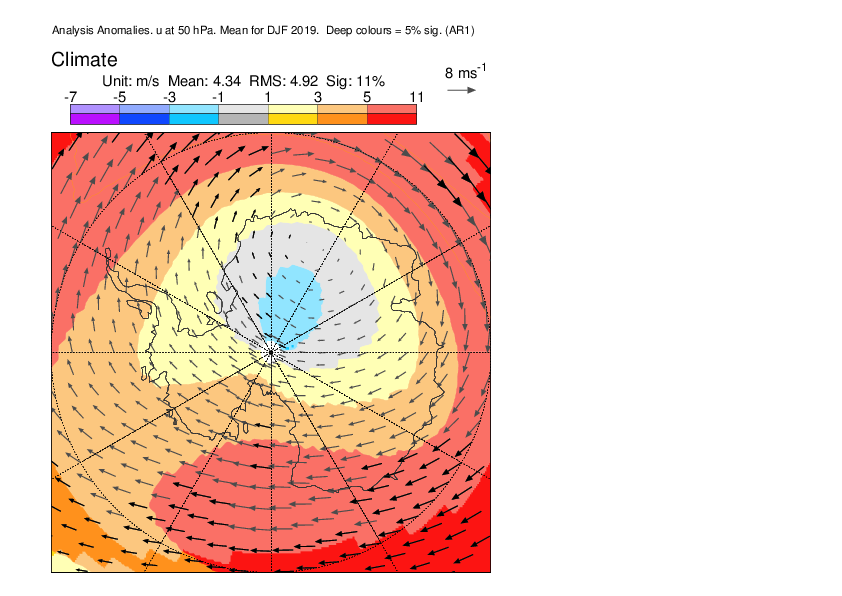 Analysis Anomalies. u at 50 hPa. Mean for DJF 2019.  Deep colours = 5% sig. (AR1)
Climate
Unit: m/s  Mean: 4.34  RMS: 4.92  Sig: 11%
8 ms-1
-7 -5 -3 -1 1 3 5 11